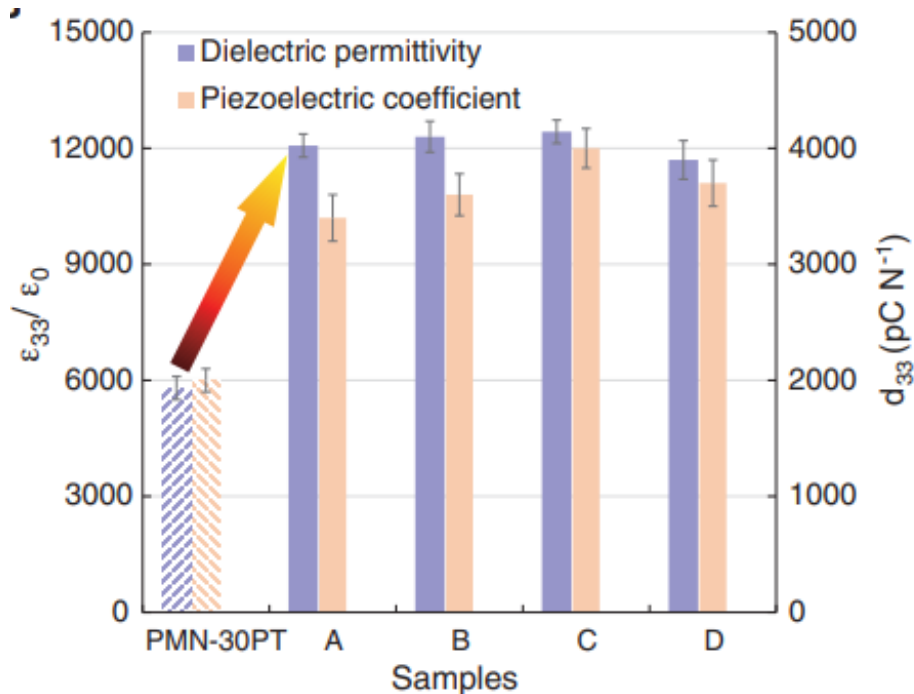 15000
5000
Dielectric permittivity
Piezoelectric coefficient
12000
4000
9000
3000
ε33/ ε0
d33 (pC N-1)
6000
2000
3000
1000
0
0
PMN-30PT A B C D
Samples